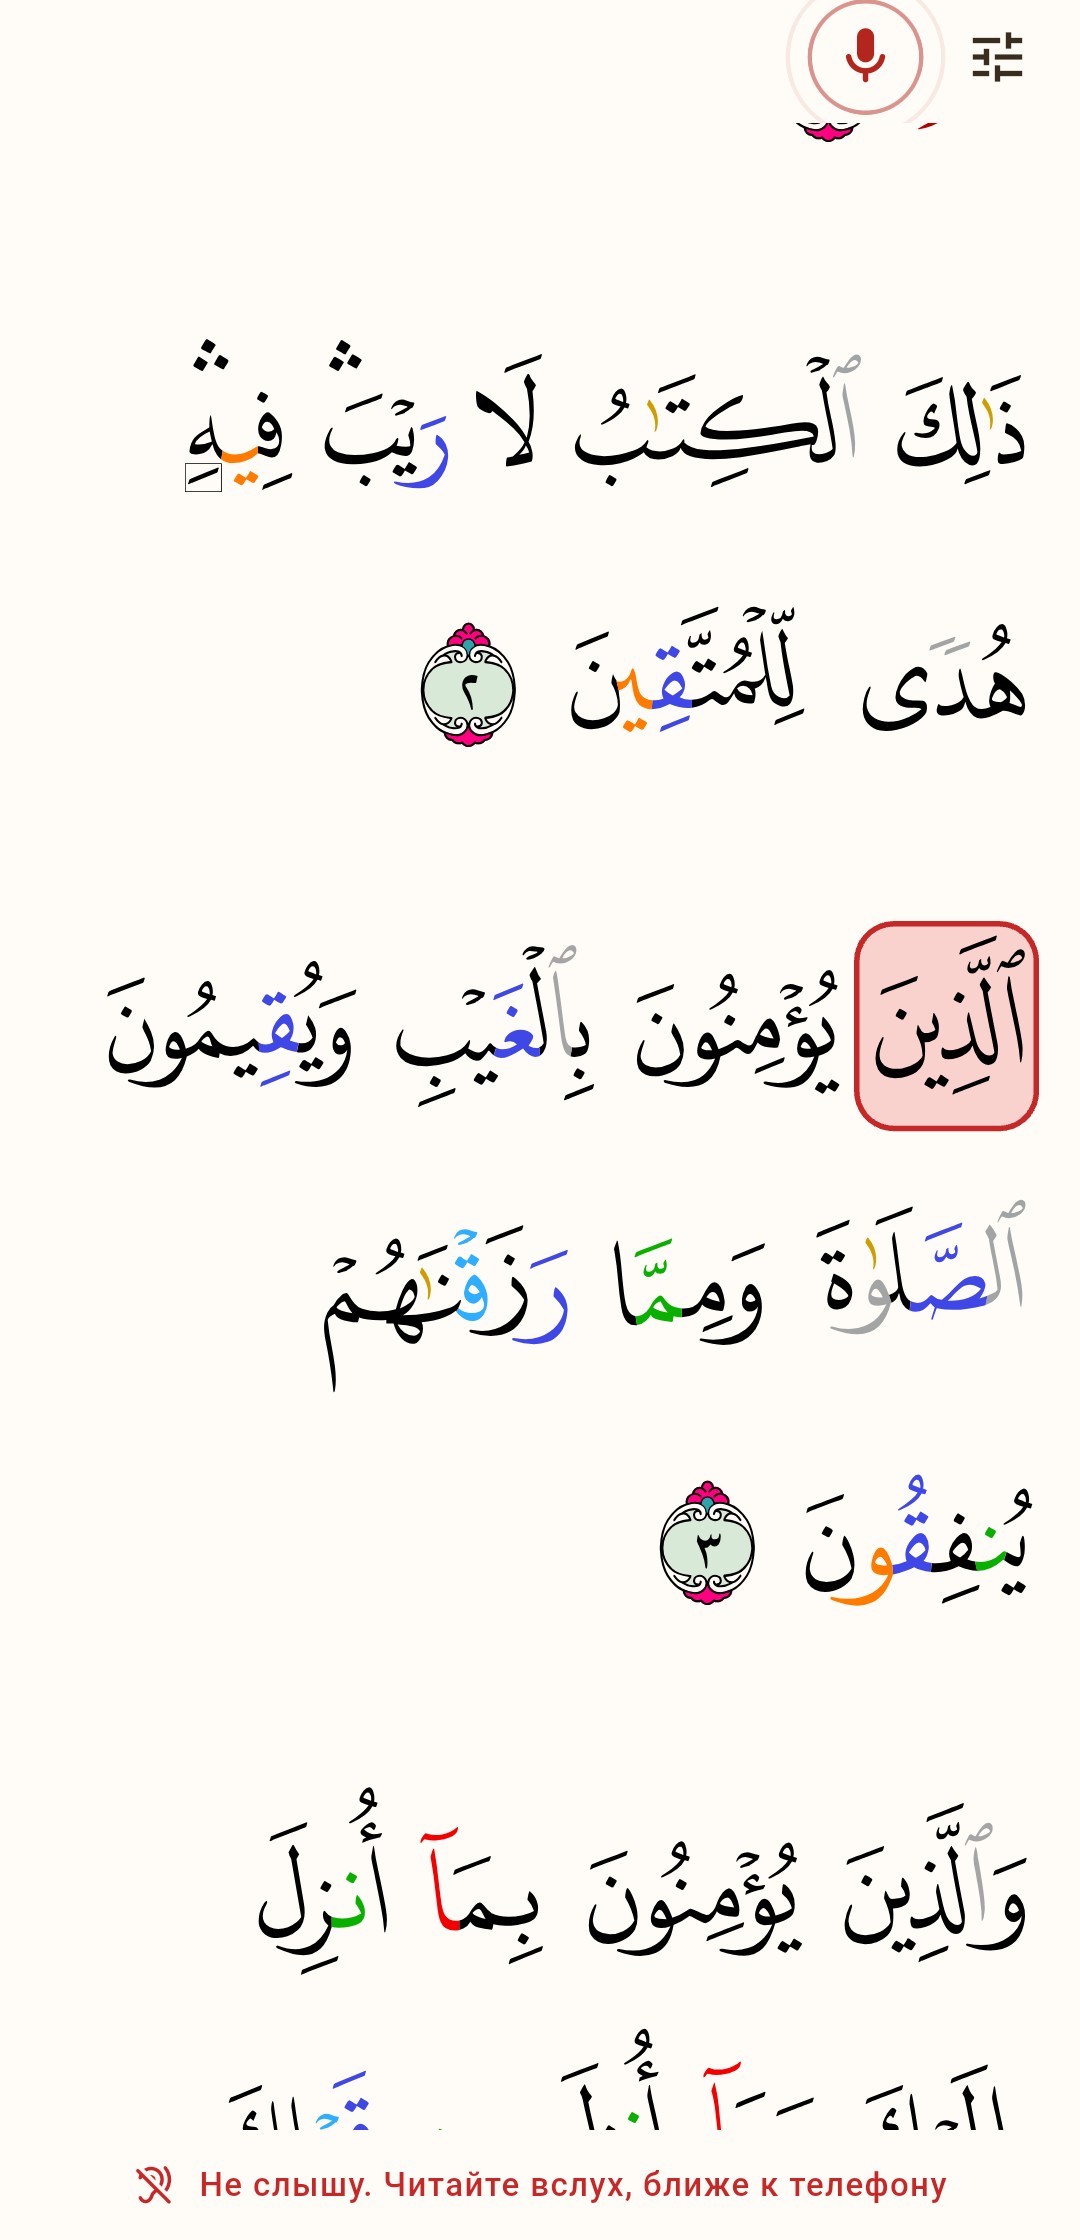 ذَٰلِكَ ٱلْكِتَٰبُ لَا رَيْبَ ۛ فِيهِ ۛ
هُدًى لِّلْمُتَّقِينَ ٢
ٱلَّذِينَ يُؤْمِنُونَ بِٱلْغَيْبِ وَيُقِيمُونَ
ٱلصَّلَوٰةَ وَمِمَّا رَزَقْنَٰهُمْ
يُنفِقُونَ ٣
وَٱلَّذِينَ يُؤْمِنُونَ بِمَآ أُنزِلَ
Не слышу. Читайте вслух, ближе к телефону